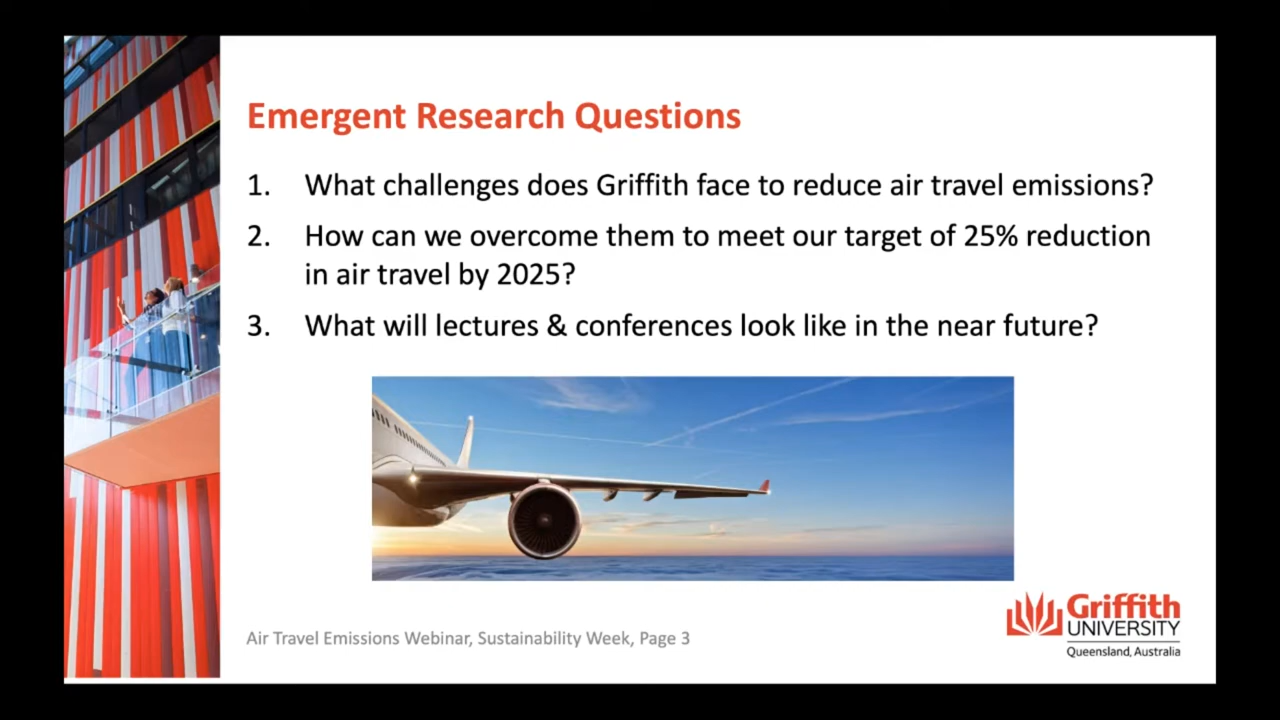 Emergent Research Questions
1. What challenges does Griffith face to reduce air travel emissions?
2. How can we overcome them to meet our target of 25% reduction
in air travel by 2025?
3. What will lectures & conferences look like in the near future?
Air Travel Emissions Webinar, Sustainability Week, Page 3
Griffith
UNIVERSITY
Queensland, Australia